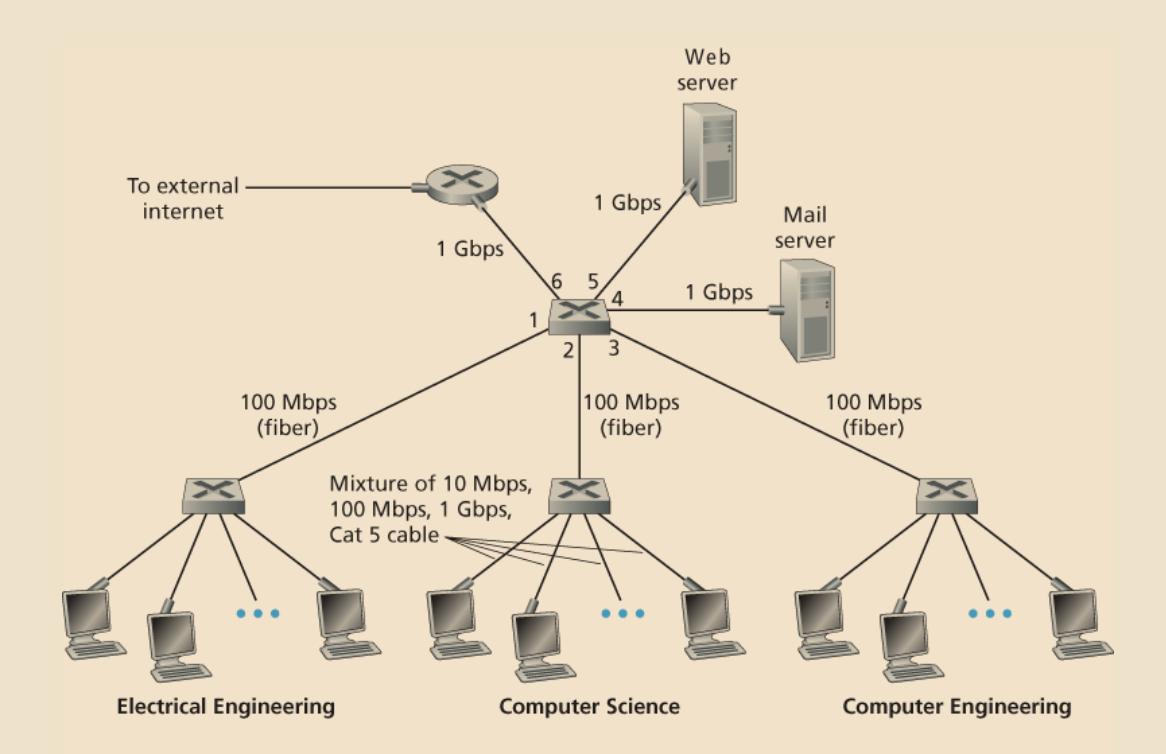 Web
server
To external
internet
1 Gbps
Mail
server
1 Gbps
6
5
4
1 Gbps
1
2
3
100 Mbps
(fiber)
100 Mbps
(fiber)
100 Mbps
(fiber)
Mixture of 10 Mbps,
100 Mbps, 1 Gbps,
Cat 5 cable
Electrical Engineering
Computer Science
Computer Engineering